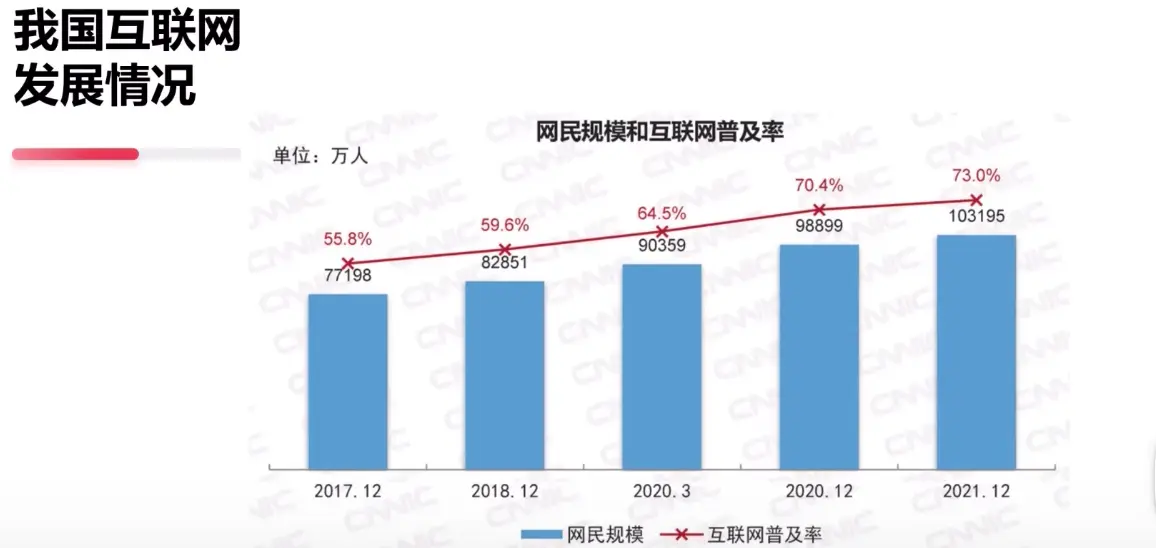 我国互联网
发展情况
网民规模和互联网普及率
单位：万人
55.8%
59.6%
64.5%
70.4%
73.0%
77198
82851
90359
98899
103195
2017.12
2018.12
2020.3
2020.12
2021.12
网民规模
互联网普及率
CNNIC